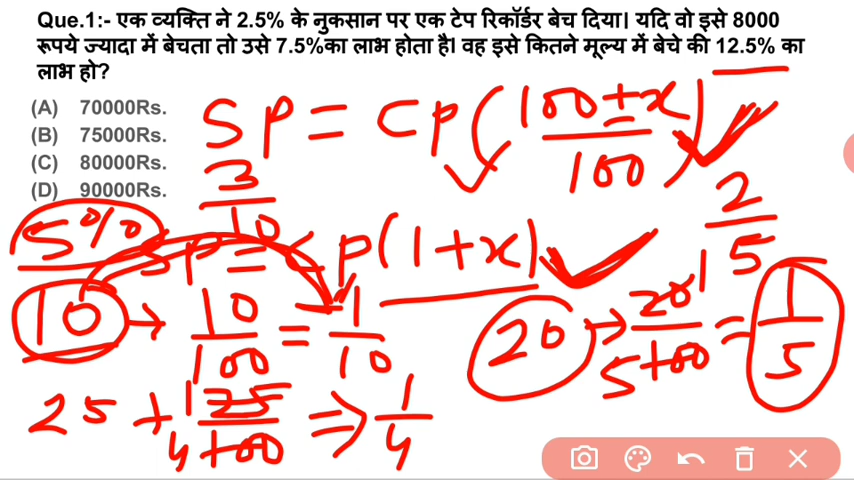 Que.1:- एक व्यक्ति ने 2.5% के नुकसान पर एक टेप रिकॉर्डर बेच दिया। यदि वो इसे 8000
रूपये ज्यादा में बेचता तो उसे 7.5%का लाभ होता है। वह इसे कितने मूल्य में बेचे की 12.5% का
लाभ हो?
(A) 70000Rs.
(B) 75000Rs.
(C) 80000Rs.
(D) 90000Rs.
SP = CP (100±x)/100
3/10
2/5
5%
SP = CP(1+x)
10 → 10/100 = 1/10
20 → 20/100 = 1/5
1
5
25 → 25/100 ⇒ 1/4
1
4